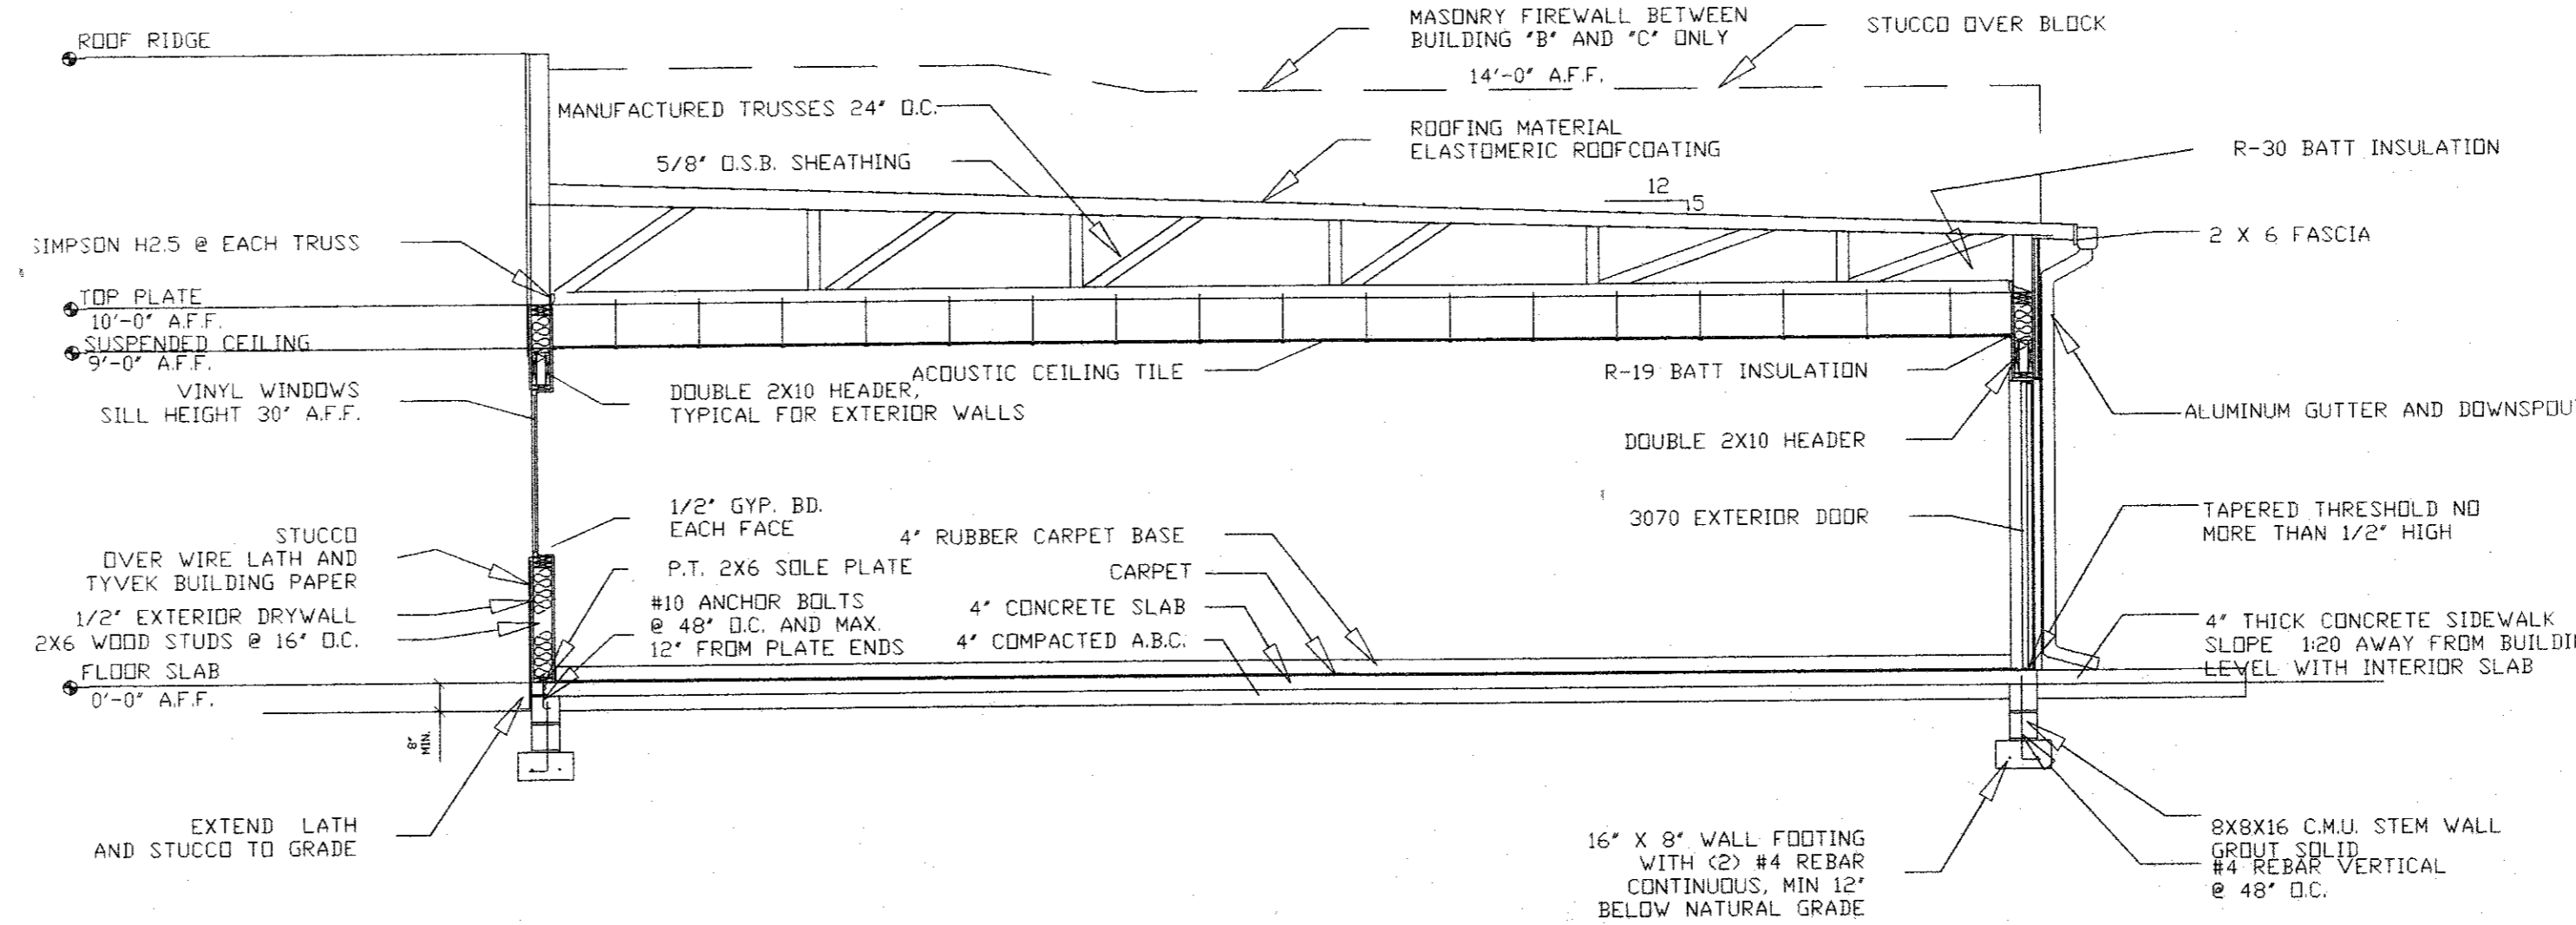 ROOF RIDGE
MASONRY FIREWALL BETWEEN
BUILDING "B" AND "C" ONLY
14'-0" A.F.F.
STUCCO OVER BLOCK
MANUFACTURED TRUSSES 24" O.C.
5/8" O.S.B. SHEATHING
ROOFING MATERIAL
ELASTOMERIC ROOFCOATING
R-30 BATT INSULATION
12
.5
SIMPSON H2.5 @ EACH TRUSS
2 X 6 FASCIA
TOP PLATE
10'-0" A.F.F.
SUSPENDED CEILING
9'-0" A.F.F.
VINYL WINDOWS
SILL HEIGHT 30" A.F.F.
DOUBLE 2X10 HEADER,
TYPICAL FOR EXTERIOR WALLS
ACOUSTIC CEILING TILE
R-19 BATT INSULATION
ALUMINUM GUTTER AND DOWNSPOUT
DOUBLE 2X10 HEADER
1/2" GYP. BD.
EACH FACE
3070 EXTERIOR DOOR
TAPERED THRESHOLD NO
MORE THAN 1/2" HIGH
STUCCO
OVER WIRE LATH AND
TYVEK BUILDING PAPER
1/2" EXTERIOR DRYWALL
2X6 WOOD STUDS @ 16" O.C.
P.T. 2X6 SOLE PLATE
#10 ANCHOR BOLTS
@ 48" O.C. AND MAX.
12" FROM PLATE ENDS
4" RUBBER CARPET BASE
CARPET
4" CONCRETE SLAB
4" COMPACTED A.B.C.
4" THICK CONCRETE SIDEWALK
SLOPE 1:20 AWAY FROM BUILDI
LEVEL WITH INTERIOR SLAB
FLOOR SLAB
0'-0" A.F.F.
8"
MIN.
EXTEND LATH
AND STUCCO TO GRADE
16" X 8" WALL FOOTING
WITH (2) #4 REBAR
CONTINUOUS, MIN 12"
BELOW NATURAL GRADE
8X8X16 C.M.U. STEM WALL
GROUT SOLID
#4 REBAR VERTICAL
@ 48" O.C.